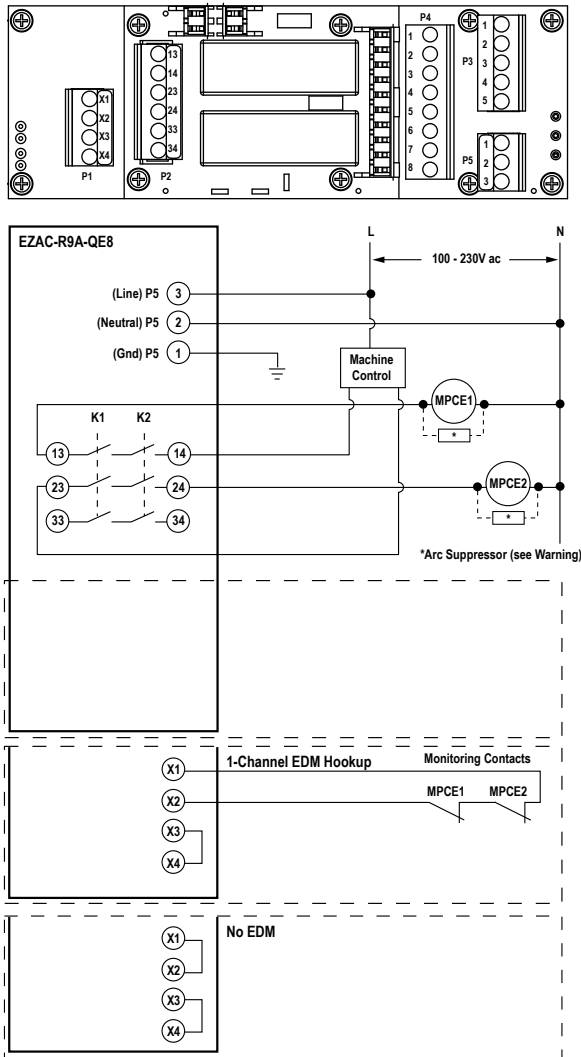 P4
1
2
3
4
5
6
7
8
P3
1
2
3
4
5
P5
1
2
3
13
14
23
24
33
34
P2
X1
X2
X3
X4
P1
EZAC-R9A-QE8
L
N
100 - 230V ac
(Line) P5 3
(Neutral) P5 2
(Gnd) P5 1
Machine
Control
MPCE1
*
K1 K2
13 14
23 24
33 34
MPCE2
*
*Arc Suppressor (see Warning)
1-Channel EDM Hookup
Monitoring Contacts
MPCE1 MPCE2
X1
X2
X3
X4
No EDM
X1
X2
X3
X4